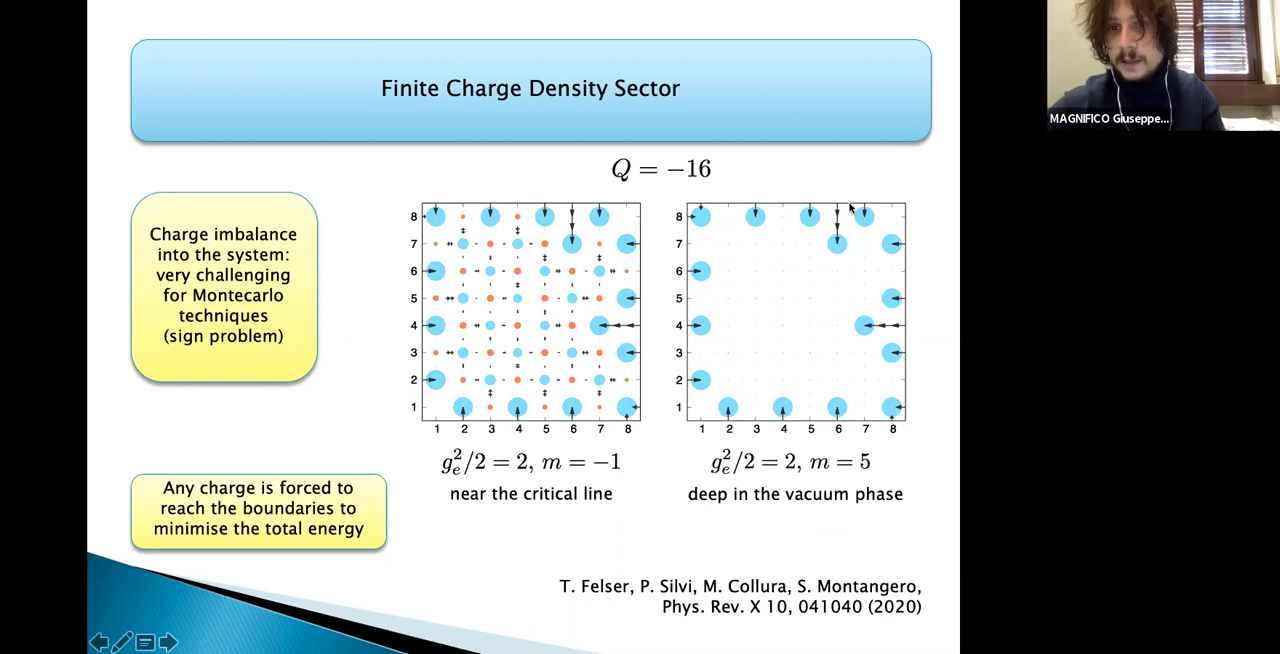 Finite Charge Density Sector
MAGNIFICO Giuseppe...
Q = −16
Charge imbalance
into the system:
very challenging
for Montecarlo
techniques
(sign problem)
8
7
6
5
4
3
2
1
1 2 3 4 5 6 7 8
8
7
6
5
4
3
2
1
1 2 3 4 5 6 7 8
g_e^2/2 = 2, m = −1
near the critical line
g_e^2/2 = 2, m = 5
deep in the vacuum phase
Any charge is forced to
reach the boundaries to
minimise the total energy
T. Felser, P. Silvi, M. Collura, S. Montangero,
Phys. Rev. X 10, 041040 (2020)